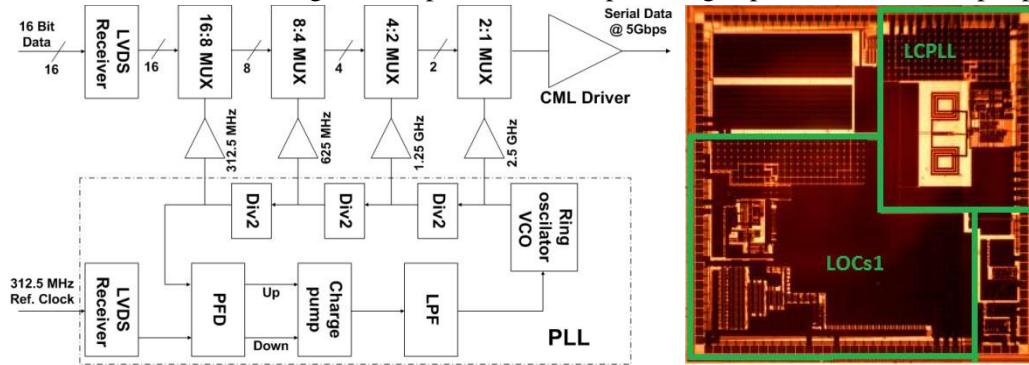 16 Bit
Data
16
LVDS
Receiver
16
16:8 MUX
8
8:4 MUX
4
4:2 MUX
2
2:1 MUX
CML Driver
Serial Data
@ 5Gbps
312.5 MHz
625 MHz
1.25 GHz
2.5 GHz
Div2
Div2
Div2
Ring
oscilator
VCO
312.5 MHz
Ref. Clock
LVDS
Receiver
PFD
Up
Down
Charge
pump
LPF
PLL
LCPLL
LOCs1